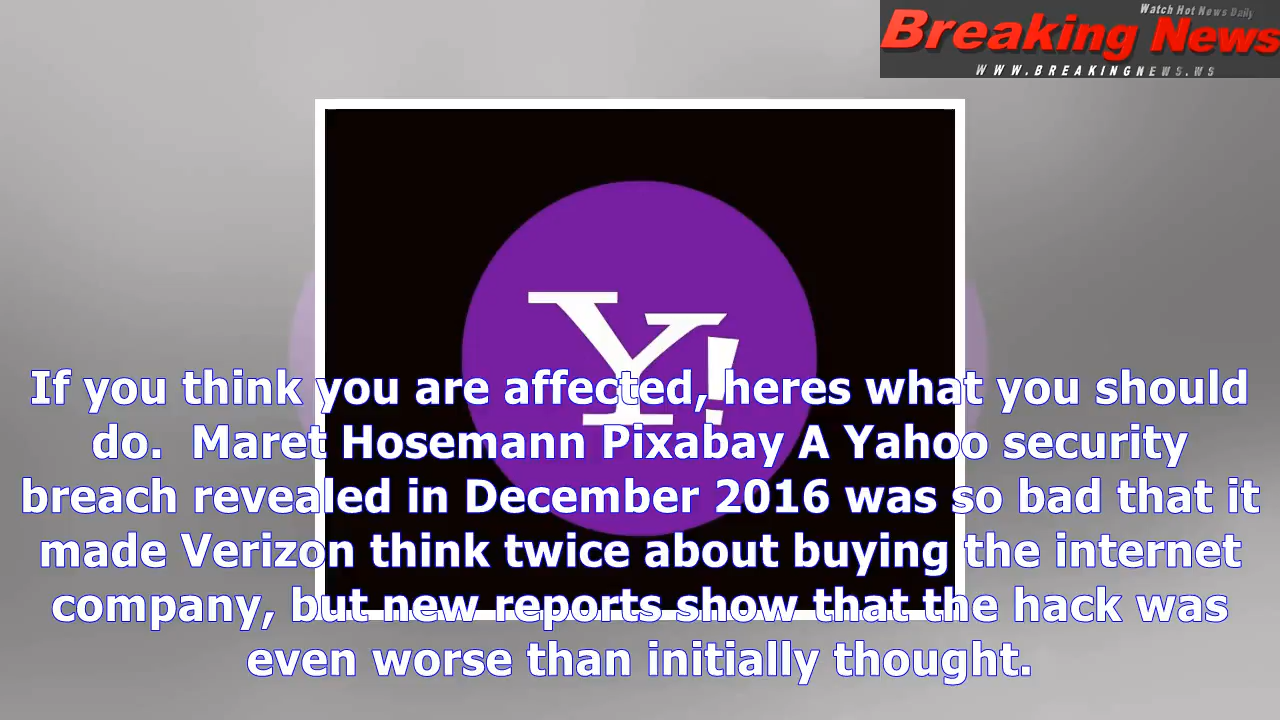 Watch Hot News Daily
Breaking News
WWW.BREAKINGNEWS.WS
Y!
If you think you are affected, heres what you should
do.  Maret Hosemann Pixabay A Yahoo security
breach revealed in December 2016 was so bad that it
made Verizon think twice about buying the internet
company, but new reports show that the hack was
even worse than initially thought.